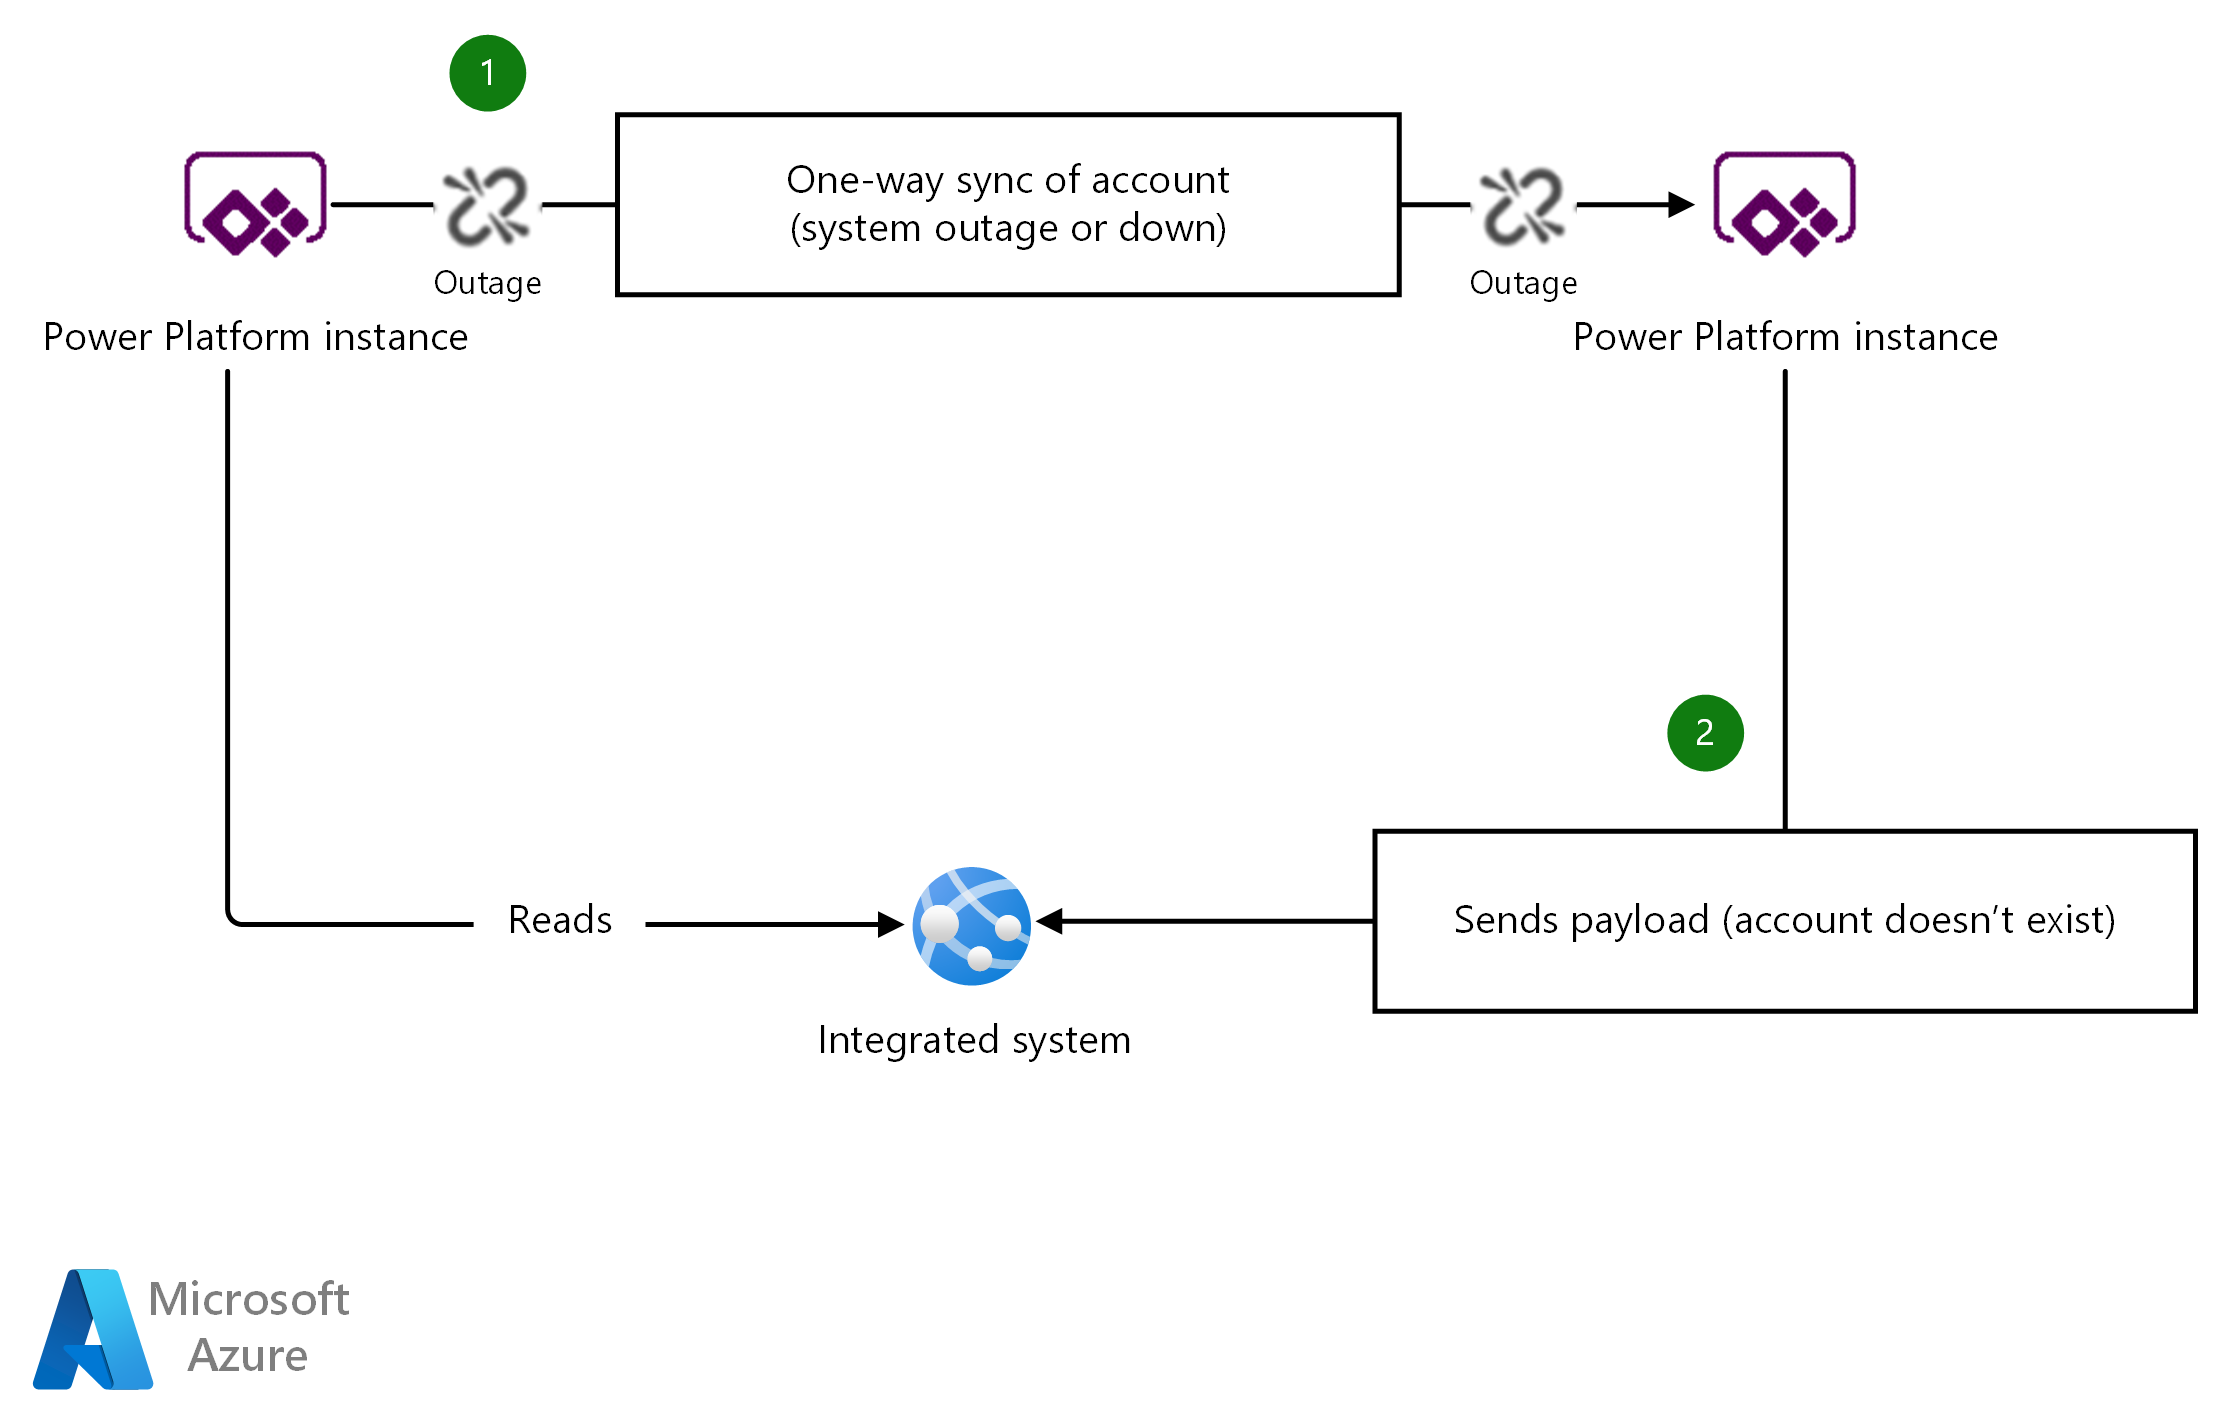 1
One-way sync of account
(system outage or down)
Outage
Outage
Power Platform instance
Power Platform instance
2
Reads
Sends payload (account doesn’t exist)
Integrated system
Microsoft
Azure